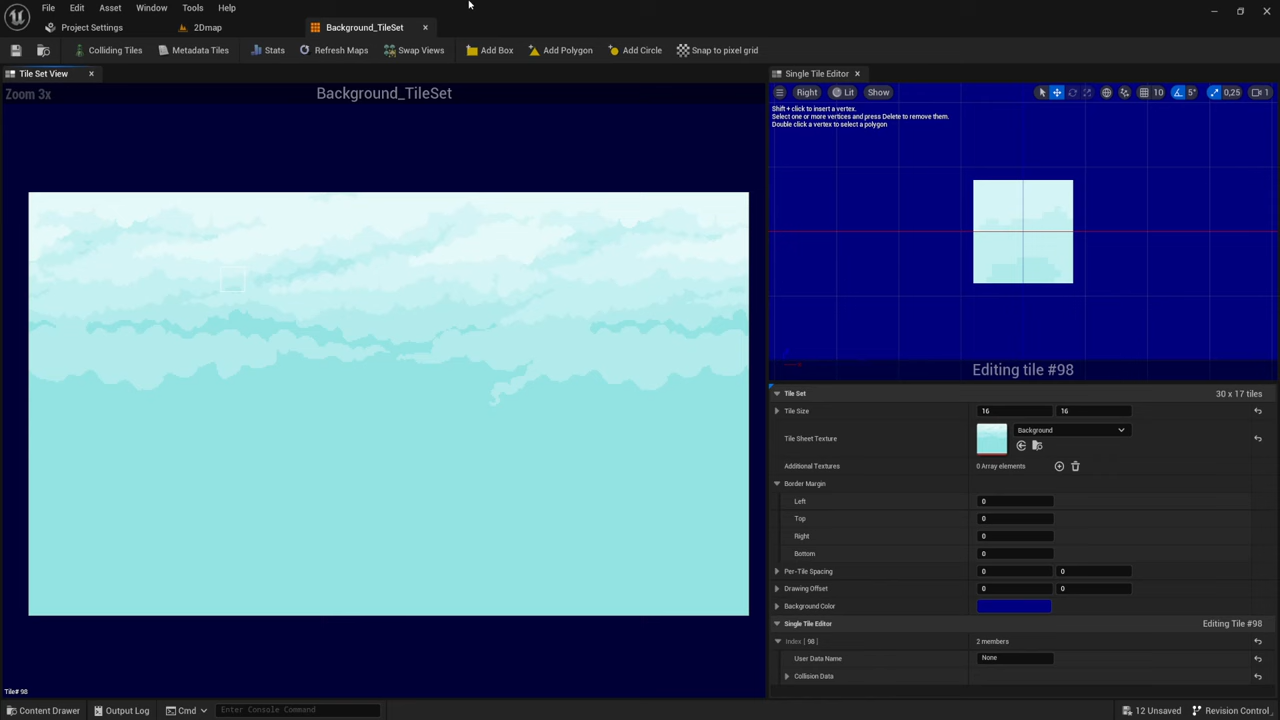 File Edit Asset Window Tools Help
Project Settings 2Dmap Background_TileSet
Colliding Tiles Metadata Tiles Stats Refresh Maps Swap Views Add Box Add Polygon Add Circle Snap to pixel grid
Tile Set View
Zoom 3x Background_TileSet
Tile# 98
Single Tile Editor
Right Lit Show 10 5° 0,25 1
Shift + click to insert a vertex.
Select one or more vertices and press Delete to remove them.
Double click a vertex to select a polygon
Editing tile #98
Tile Set 30 x 17 tiles
Tile Size 16 16
Tile Sheet Texture Background
Additional Textures 0 Array elements
Border Margin
Left 0
Top 0
Right 0
Bottom 0
Per-Tile Spacing 0 0
Drawing Offset 0 0
Background Color
Single Tile Editor Editing Tile #98
Index [ 98 ] 2 members
User Data Name None
Collision Data
Content Drawer Output Log Cmd Enter Console Command 12 Unsaved Revision Control